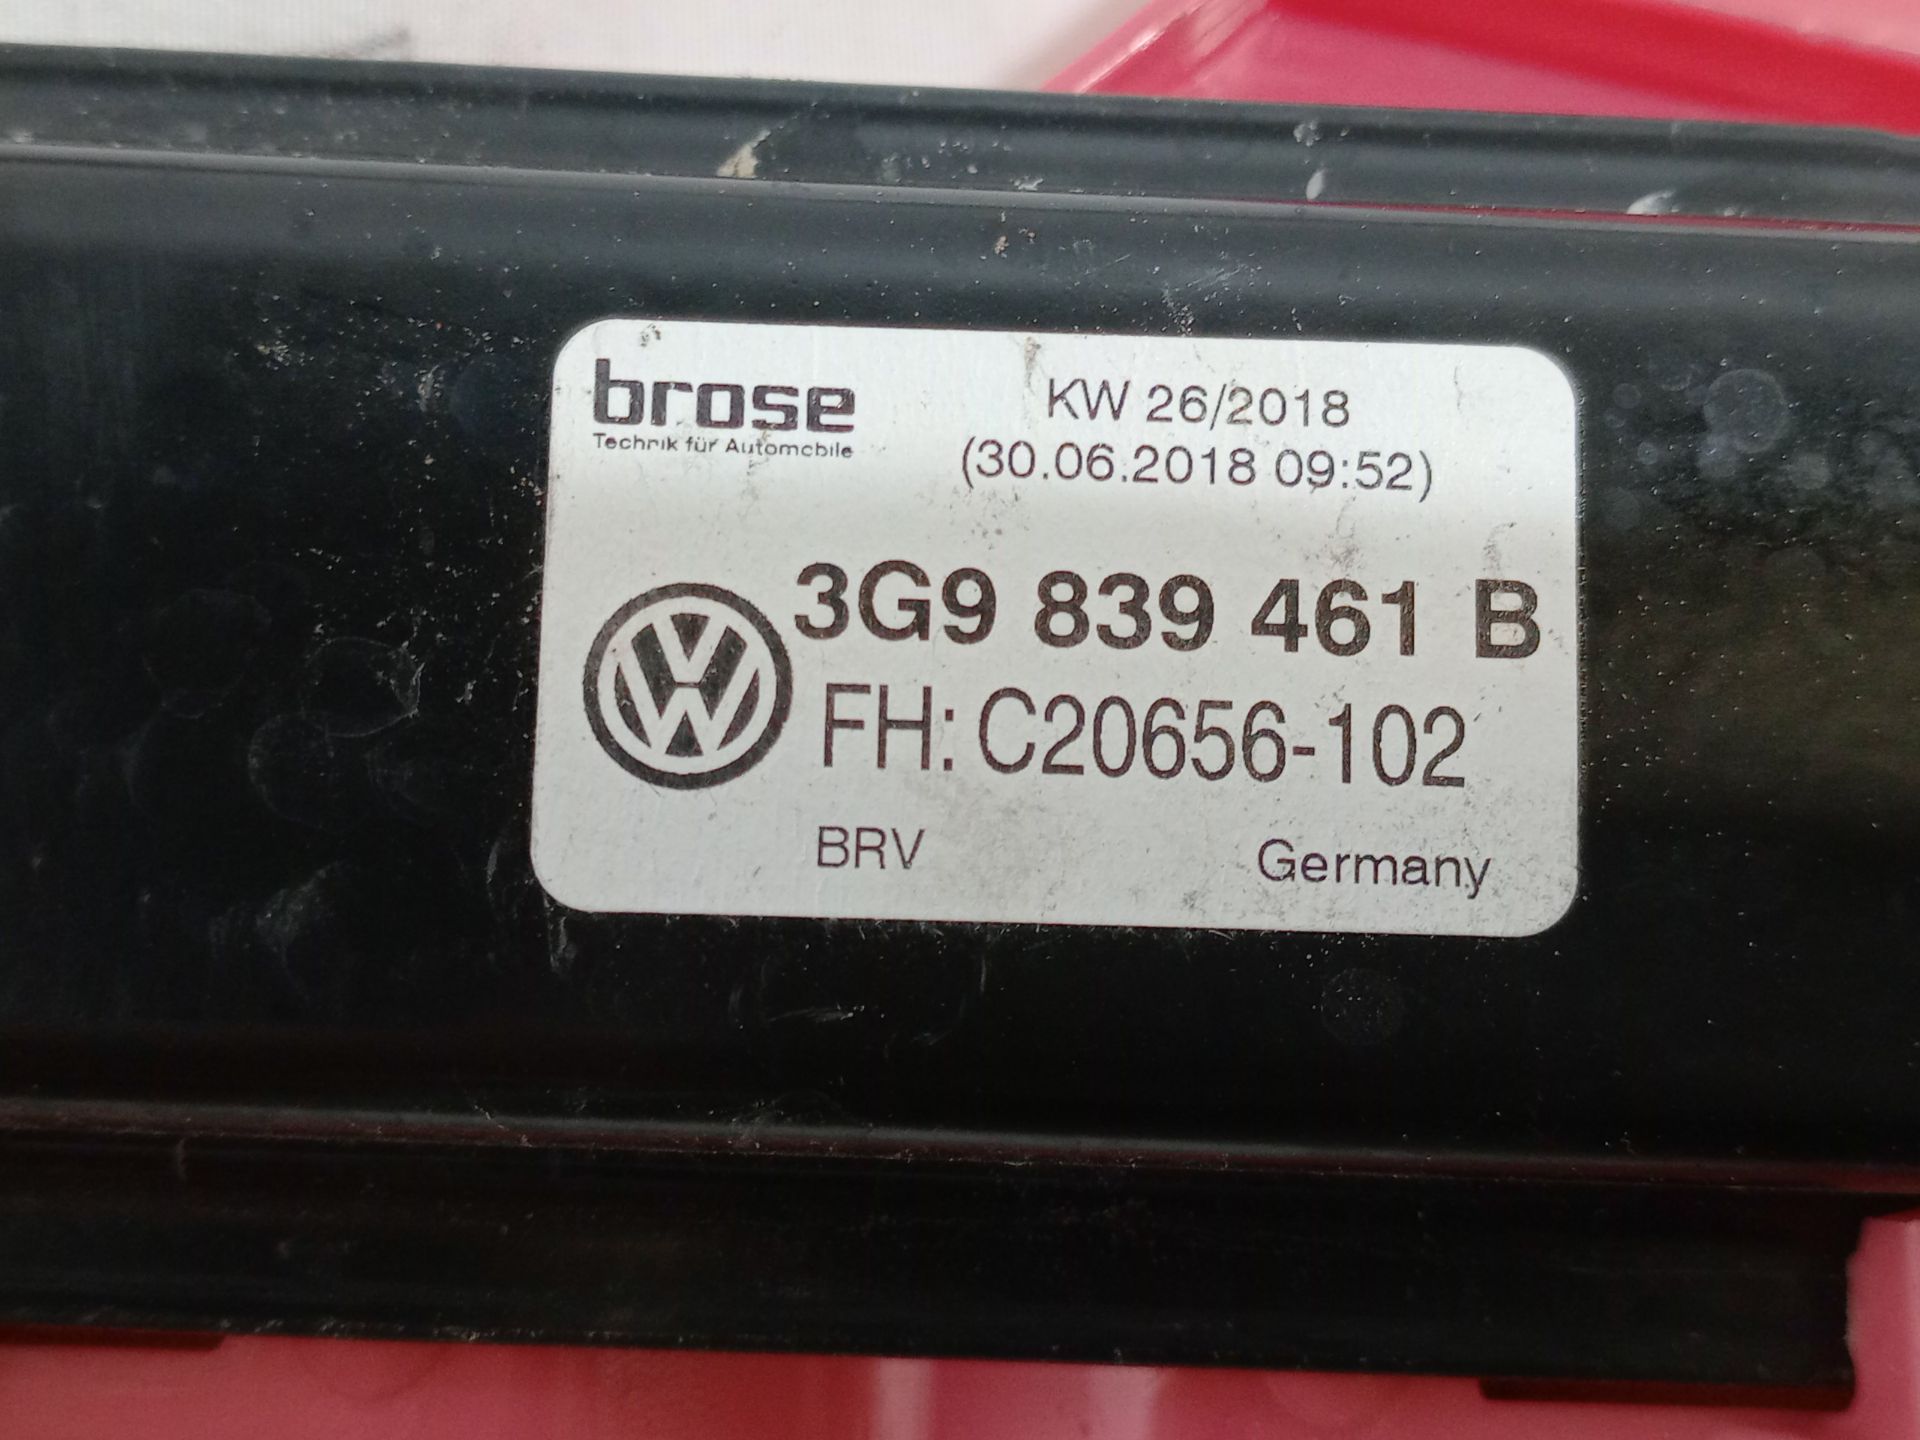 brose
Technik für Automobile
KW 26/2018
(30.06.2018 09:52)
3G9 839 461 B
FH: C20656-102
BRV
Germany